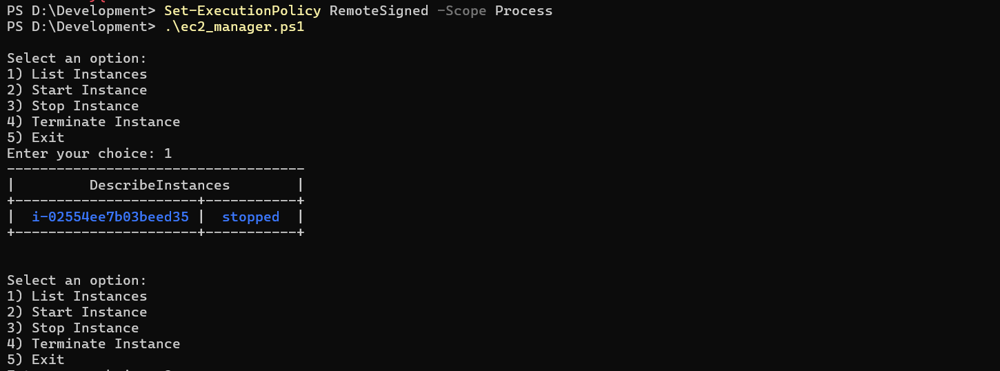 PS D:\Development> Set-ExecutionPolicy RemoteSigned -Scope Process
PS D:\Development> .\ec2_manager.ps1
Select an option:
1) List Instances
2) Start Instance
3) Stop Instance
4) Terminate Instance
5) Exit
Enter your choice: 1
-----------------------------------
|         DescribeInstances        |
+----------------------+-----------+
|  i-02554ee7b03beed35 |  stopped  |
+----------------------+-----------+
Select an option:
1) List Instances
2) Start Instance
3) Stop Instance
4) Terminate Instance
5) Exit